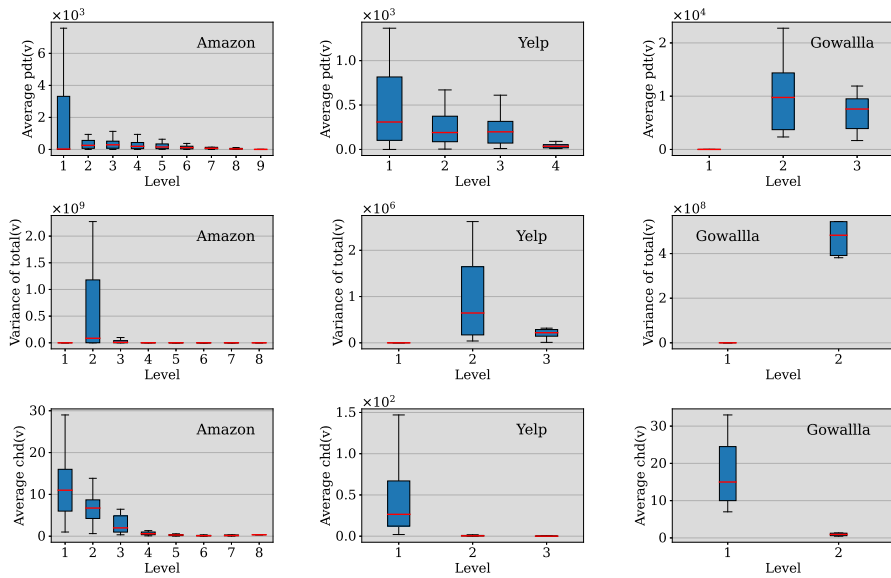 ×10³
Amazon
Average pdt(v)
6
4
2
0
1 2 3 4 5 6 7 8 9
Level
×10³
Yelp
Average pdt(v)
1.0
0.5
0.0
1 2 3 4
Level
×10⁴
Gowallla
Average pdt(v)
2
1
0
1 2 3
Level
×10⁹
Amazon
Variance of total(v)
2.0
1.5
1.0
0.5
0.0
1 2 3 4 5 6 7 8
Level
×10⁶
Yelp
Variance of total(v)
2
1
0
1 2 3
Level
×10⁸
Gowallla
Variance of total(v)
4
2
0
1 2
Level
Amazon
Average chd(v)
30
20
10
0
1 2 3 4 5 6 7 8
Level
×10²
Yelp
Average chd(v)
1.5
1.0
0.5
0.0
1 2 3
Level
Gowallla
Average chd(v)
30
20
10
0
1 2
Level